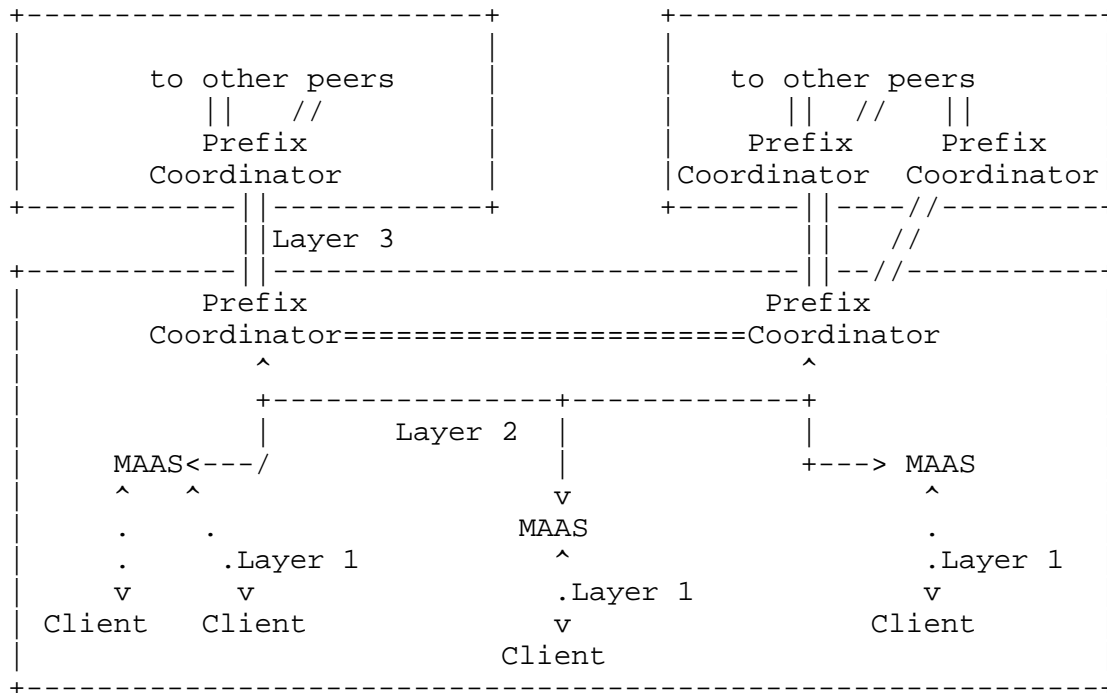 to other peers to other peers
Prefix Prefix Prefix
Coordinator Coordinator Coordinator
Layer 3
Prefix Prefix
Coordinator Coordinator
Layer 2
MAAS MAAS
MAAS
Layer 1 Layer 1
Layer 1
Client Client Client
Client